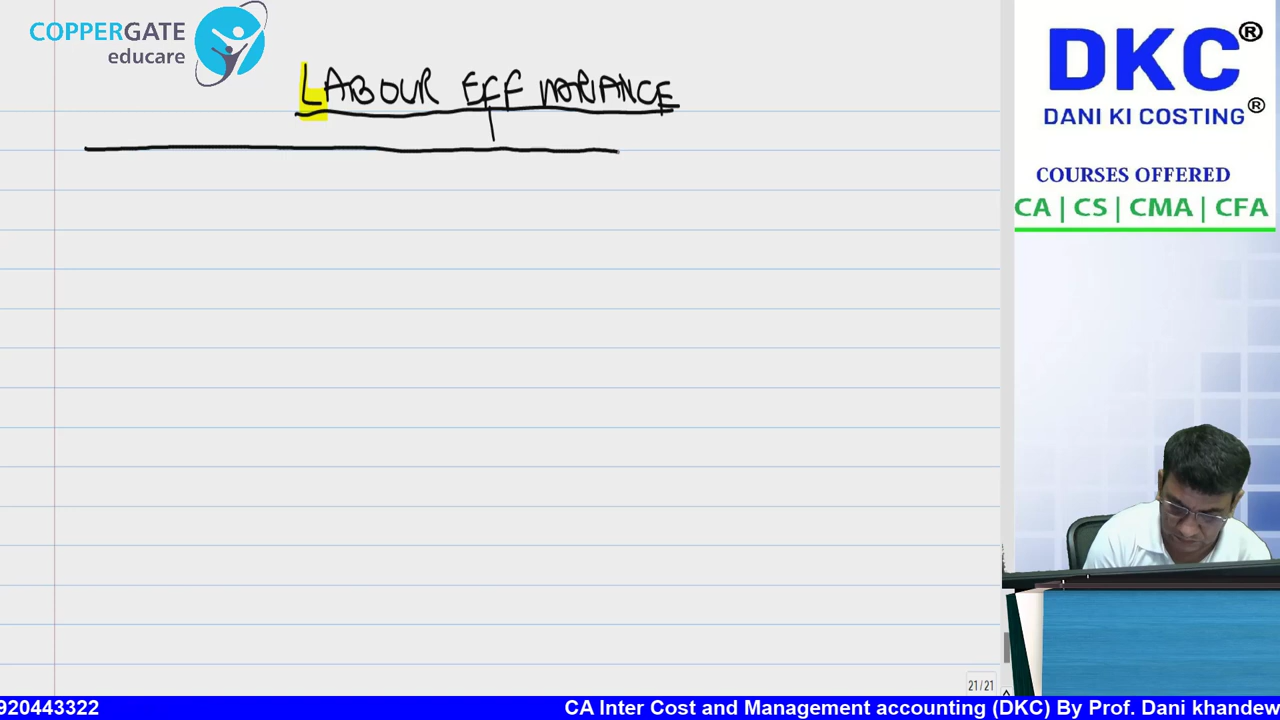 COPPERGATE
educare
LABOUR EFF VARIANCE
DKC®
DANI KI COSTING®
COURSES OFFERED
CA | CS | CMA | CFA
21/21
920443322 CA Inter Cost and Management accounting (DKC) By Prof. Dani khandew